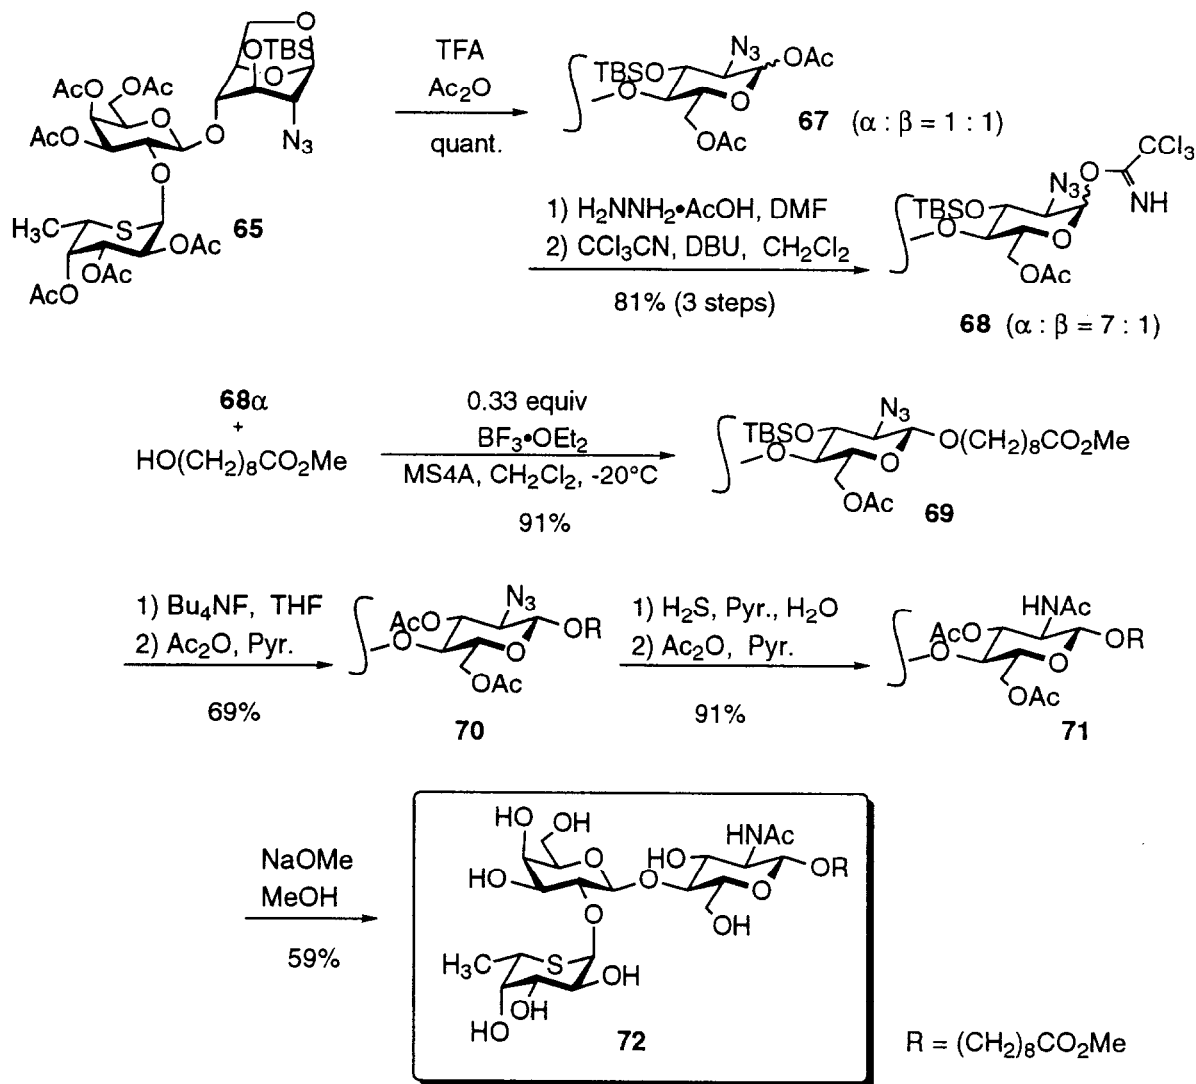 O
OTBS
O
N3
AcO OAc
AcO
O
O
O
H3C
S
OAc
OAc
AcO
65
TFA
Ac2O
quant.
N3
OAc
TBSO
O
O
OAc
67 (α : β = 1 : 1)
1) H2NNH2•AcOH, DMF
2) CCl3CN, DBU, CH2Cl2
81% (3 steps)
CCl3
O
NH
N3
TBSO
O
O
OAc
68 (α : β = 7 : 1)
68α
+
HO(CH2)8CO2Me
0.33 equiv
BF3•OEt2
MS4A, CH2Cl2, -20°C
91%
N3
TBSO
O
O
O(CH2)8CO2Me
OAc
69
1) Bu4NF, THF
2) Ac2O, Pyr.
69%
N3
AcO
O
O
OR
OAc
70
1) H2S, Pyr., H2O
2) Ac2O, Pyr.
91%
HNAc
AcO
O
O
OR
OAc
71
NaOMe
MeOH
59%
HO OH
HO
O
O
HO
HNAc
O
OR
OH
O
H3C
S
OH
OH
HO
72
R = (CH2)8CO2Me